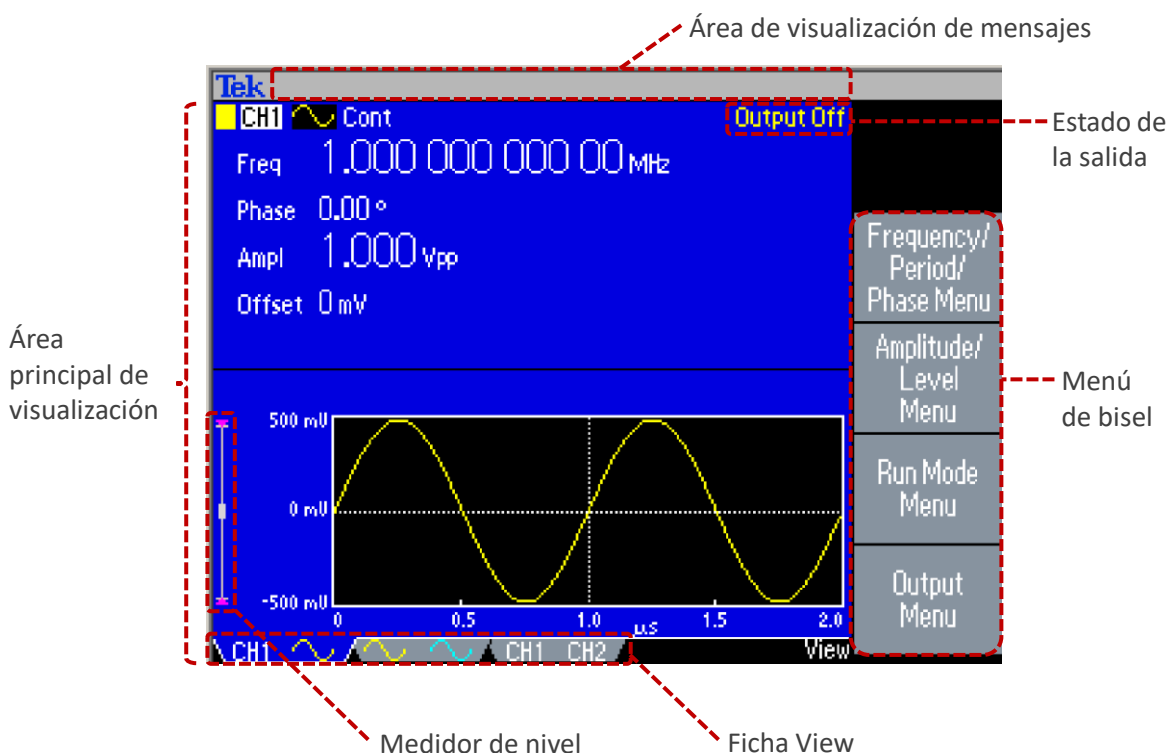 Área de visualización de mensajes
Tek
CH1 Cont Output Off
Estado de
la salida
Freq 1.000 000 000 00 MHz
Phase 0.00 °
Ampl 1.000 Vpp
Offset 0 mV
Frequency/
Period/
Phase Menu
Amplitude/
Level
Menu
Run Mode
Menu
Output
Menu
Área
principal de
visualización
Menú
de bisel
500 mV
0 mV
-500 mV
0 0.5 1.0 µs 1.5 2.0
CH1 CH1 CH2 View
Medidor de nivel
Ficha View